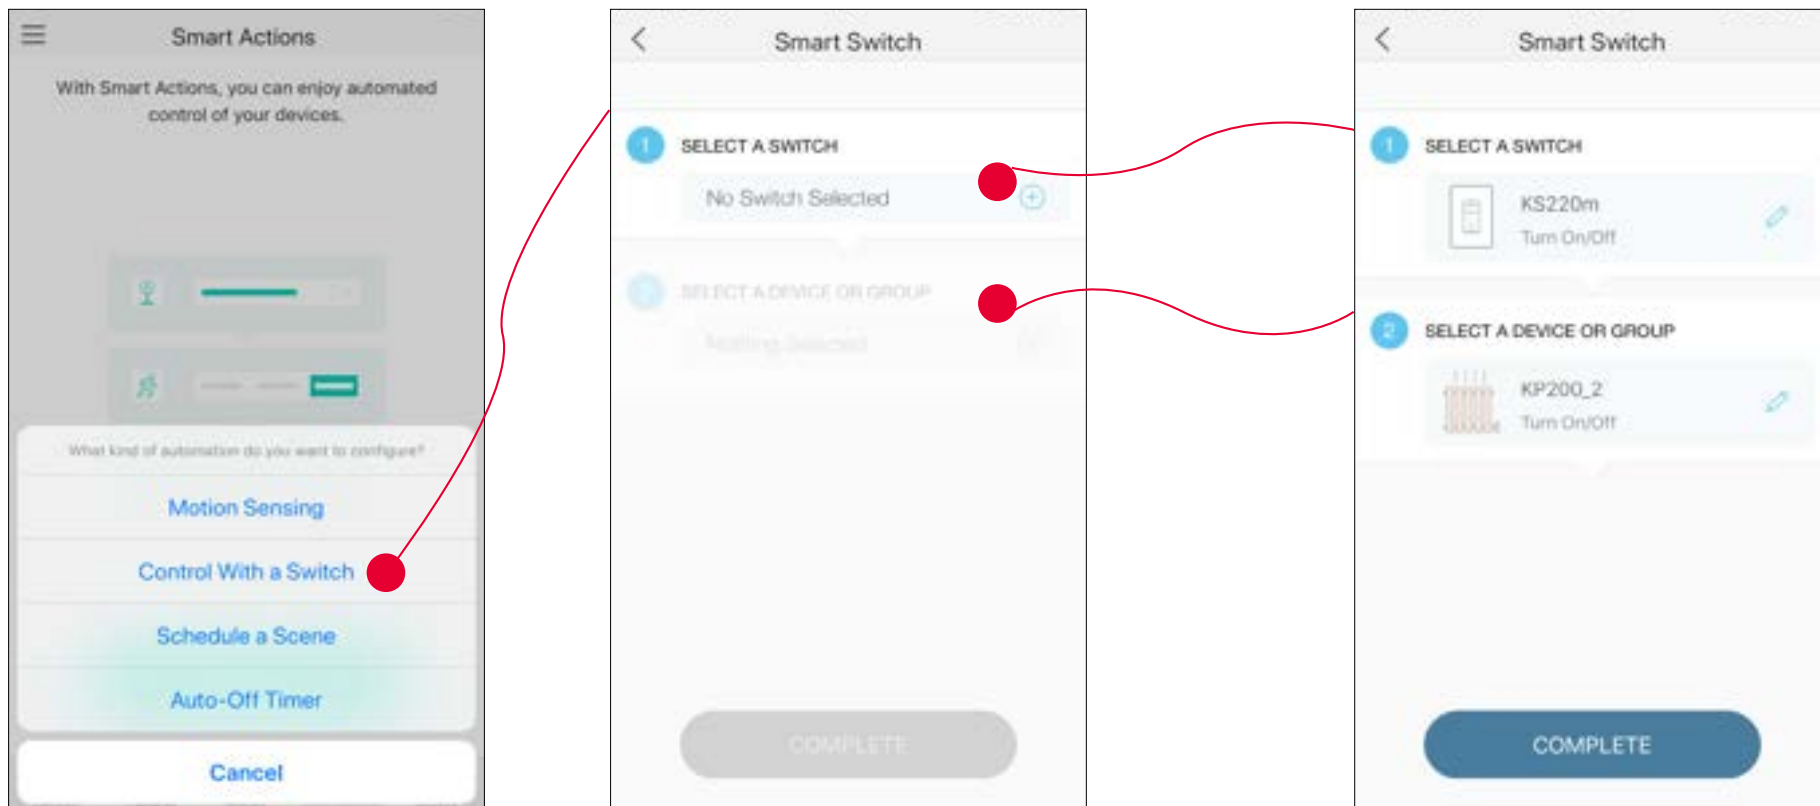 Smart Actions
With Smart Actions, you can enjoy automated
control of your devices.
What kind of automation do you want to configure?
Motion Sensing
Control With a Switch
Schedule a Scene
Auto-Off Timer
Cancel
Smart Switch
1 SELECT A SWITCH
No Switch Selected
2 SELECT A DEVICE OR GROUP
Nothing Selected
COMPLETE
Smart Switch
1 SELECT A SWITCH
KS220m
Turn On/Off
2 SELECT A DEVICE OR GROUP
KP200_2
Turn On/Off
COMPLETE